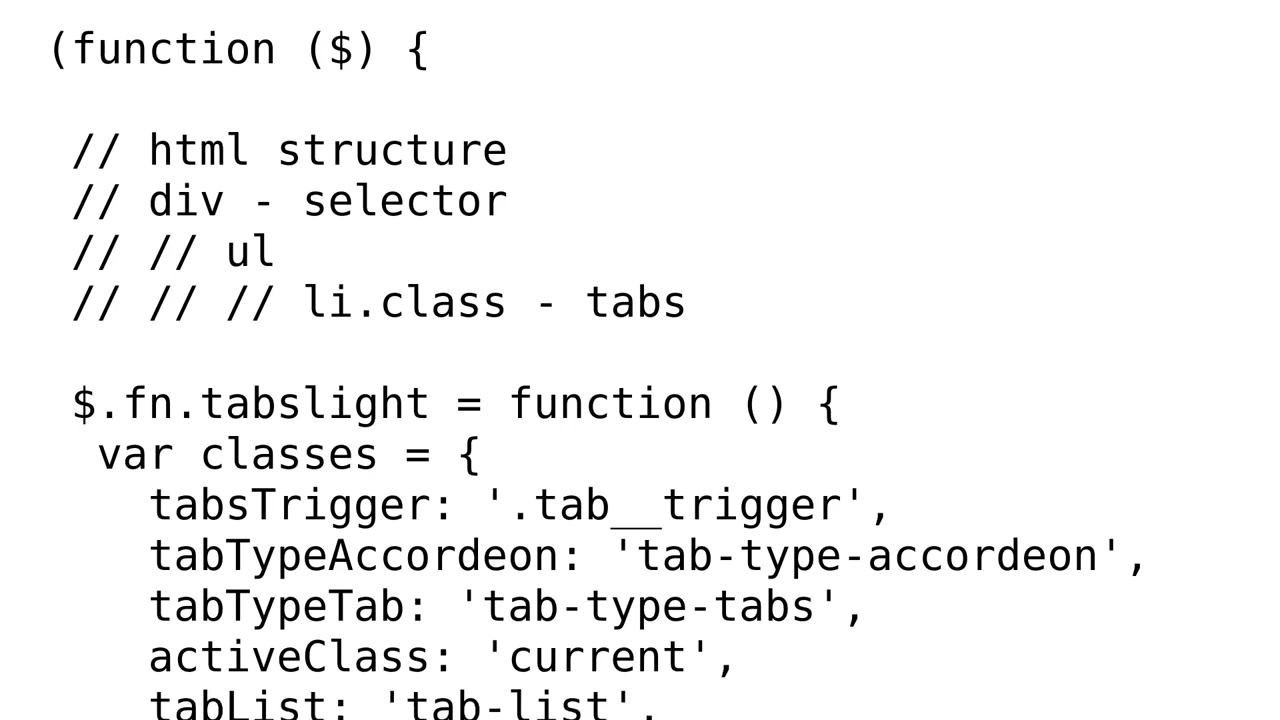 (function ($) {
// html structure
// div - selector
// // ul
// // // li.class - tabs
$.fn.tabslight = function () {
var classes = {
tabsTrigger: '.tab__trigger',
tabTypeAccordeon: 'tab-type-accordeon',
tabTypeTab: 'tab-type-tabs',
activeClass: 'current',
tabList: 'tab-list',